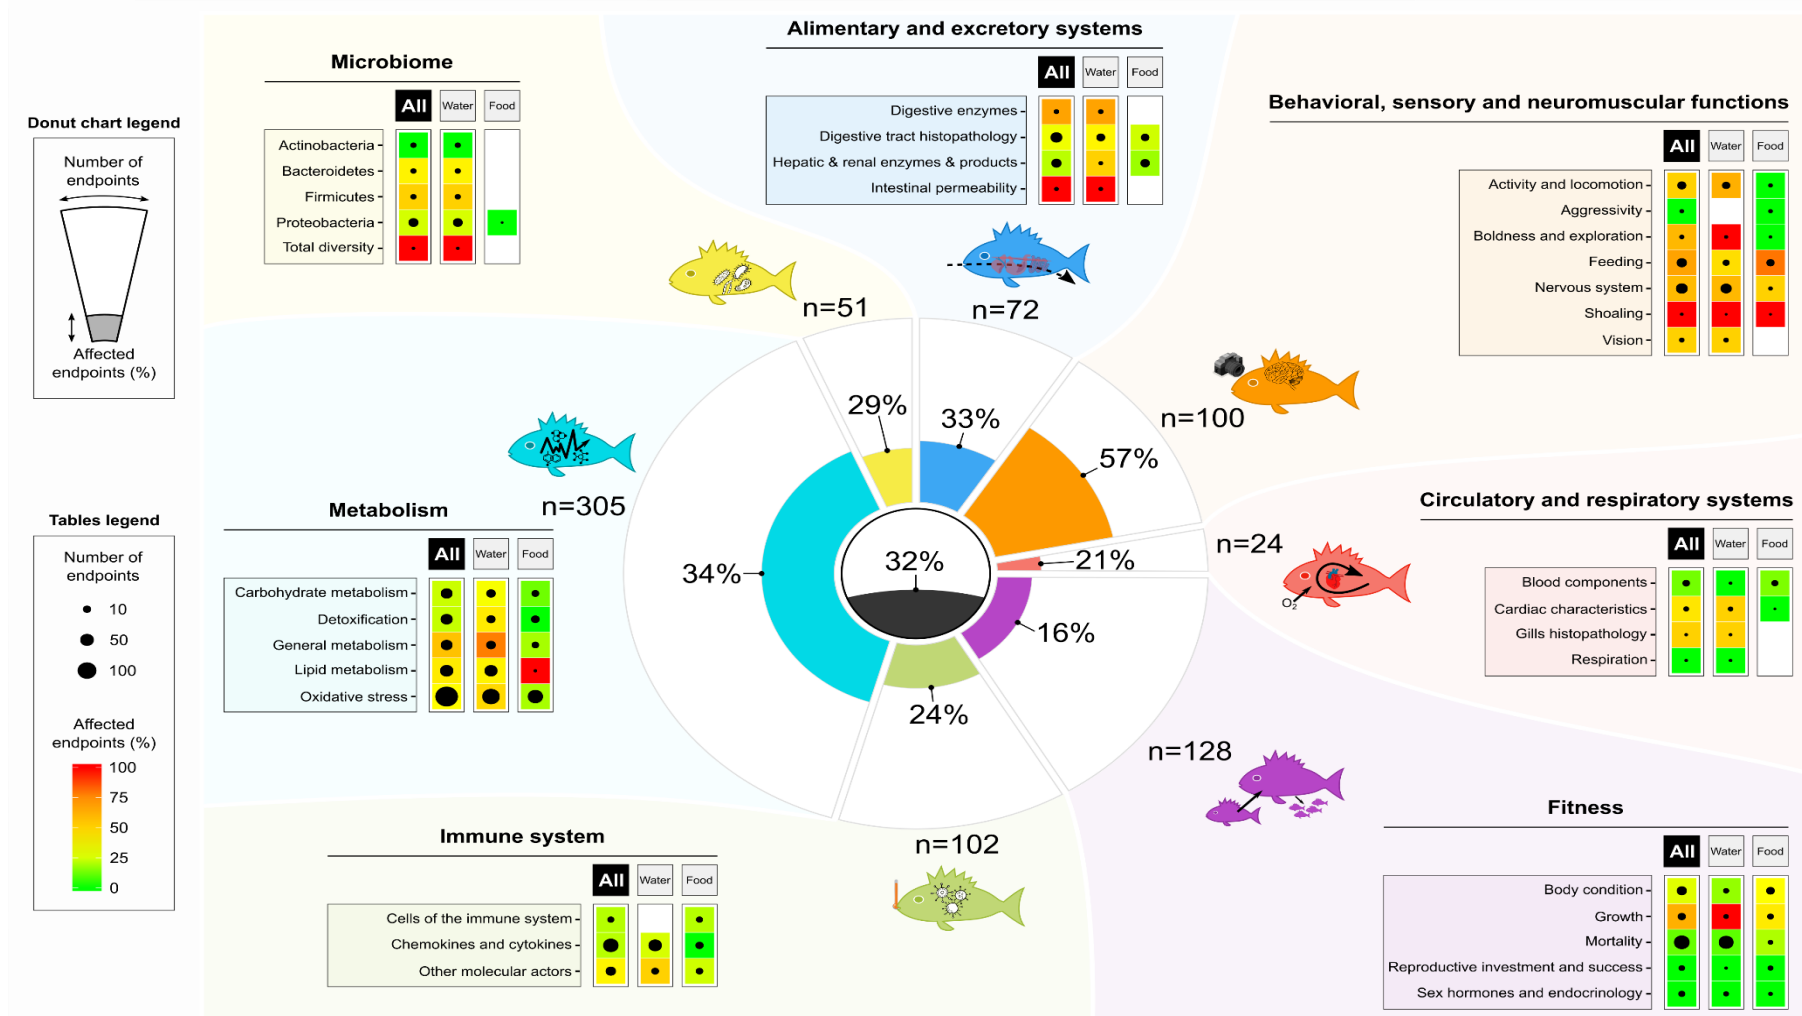 Donut chart legend
Number of
endpoints
Affected
endpoints (%)
Tables legend
Number of
endpoints
10
50
100
Affected
endpoints (%)
100
75
50
25
0
Microbiome
All Water Food
Actinobacteria
Bacteroidetes
Firmicutes
Proteobacteria
Total diversity
n=51
Alimentary and excretory systems
All Water Food
Digestive enzymes
Digestive tract histopathology
Hepatic & renal enzymes & products
Intestinal permeability
n=72
Behavioral, sensory and neuromuscular functions
All Water Food
Activity and locomotion
Aggressivity
Boldness and exploration
Feeding
Nervous system
Shoaling
Vision
n=100
Circulatory and respiratory systems
All Water Food
Blood components
Cardiac characteristics
Gills histopathology
Respiration
O2
n=24
29%
33%
57%
21%
32%
34%
16%
24%
Metabolism
All Water Food
Carbohydrate metabolism
Detoxification
General metabolism
Lipid metabolism
Oxidative stress
n=305
Immune system
All Water Food
Cells of the immune system
Chemokines and cytokines
Other molecular actors
n=102
Fitness
All Water Food
Body condition
Growth
Mortality
Reproductive investment and success
Sex hormones and endocrinology
n=128